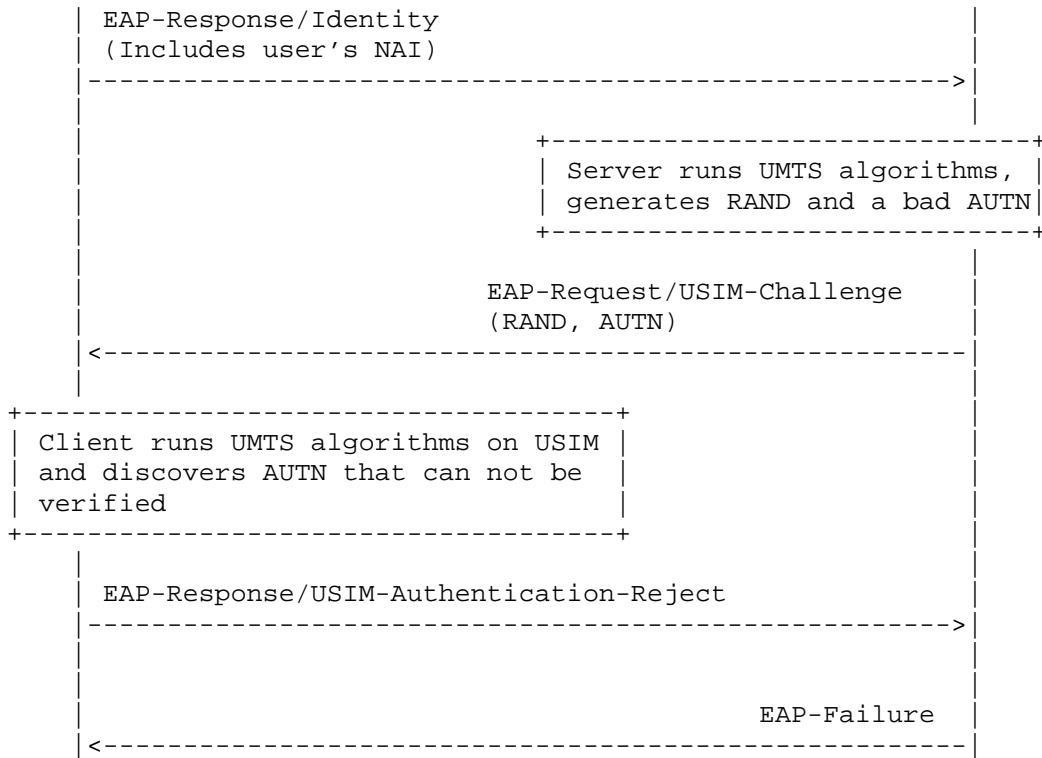 EAP-Response/Identity
(Includes user's NAI)
Server runs UMTS algorithms,
generates RAND and a bad AUTN
EAP-Request/USIM-Challenge
(RAND, AUTN)
Client runs UMTS algorithms on USIM
and discovers AUTN that can not be
verified
EAP-Response/USIM-Authentication-Reject
EAP-Failure